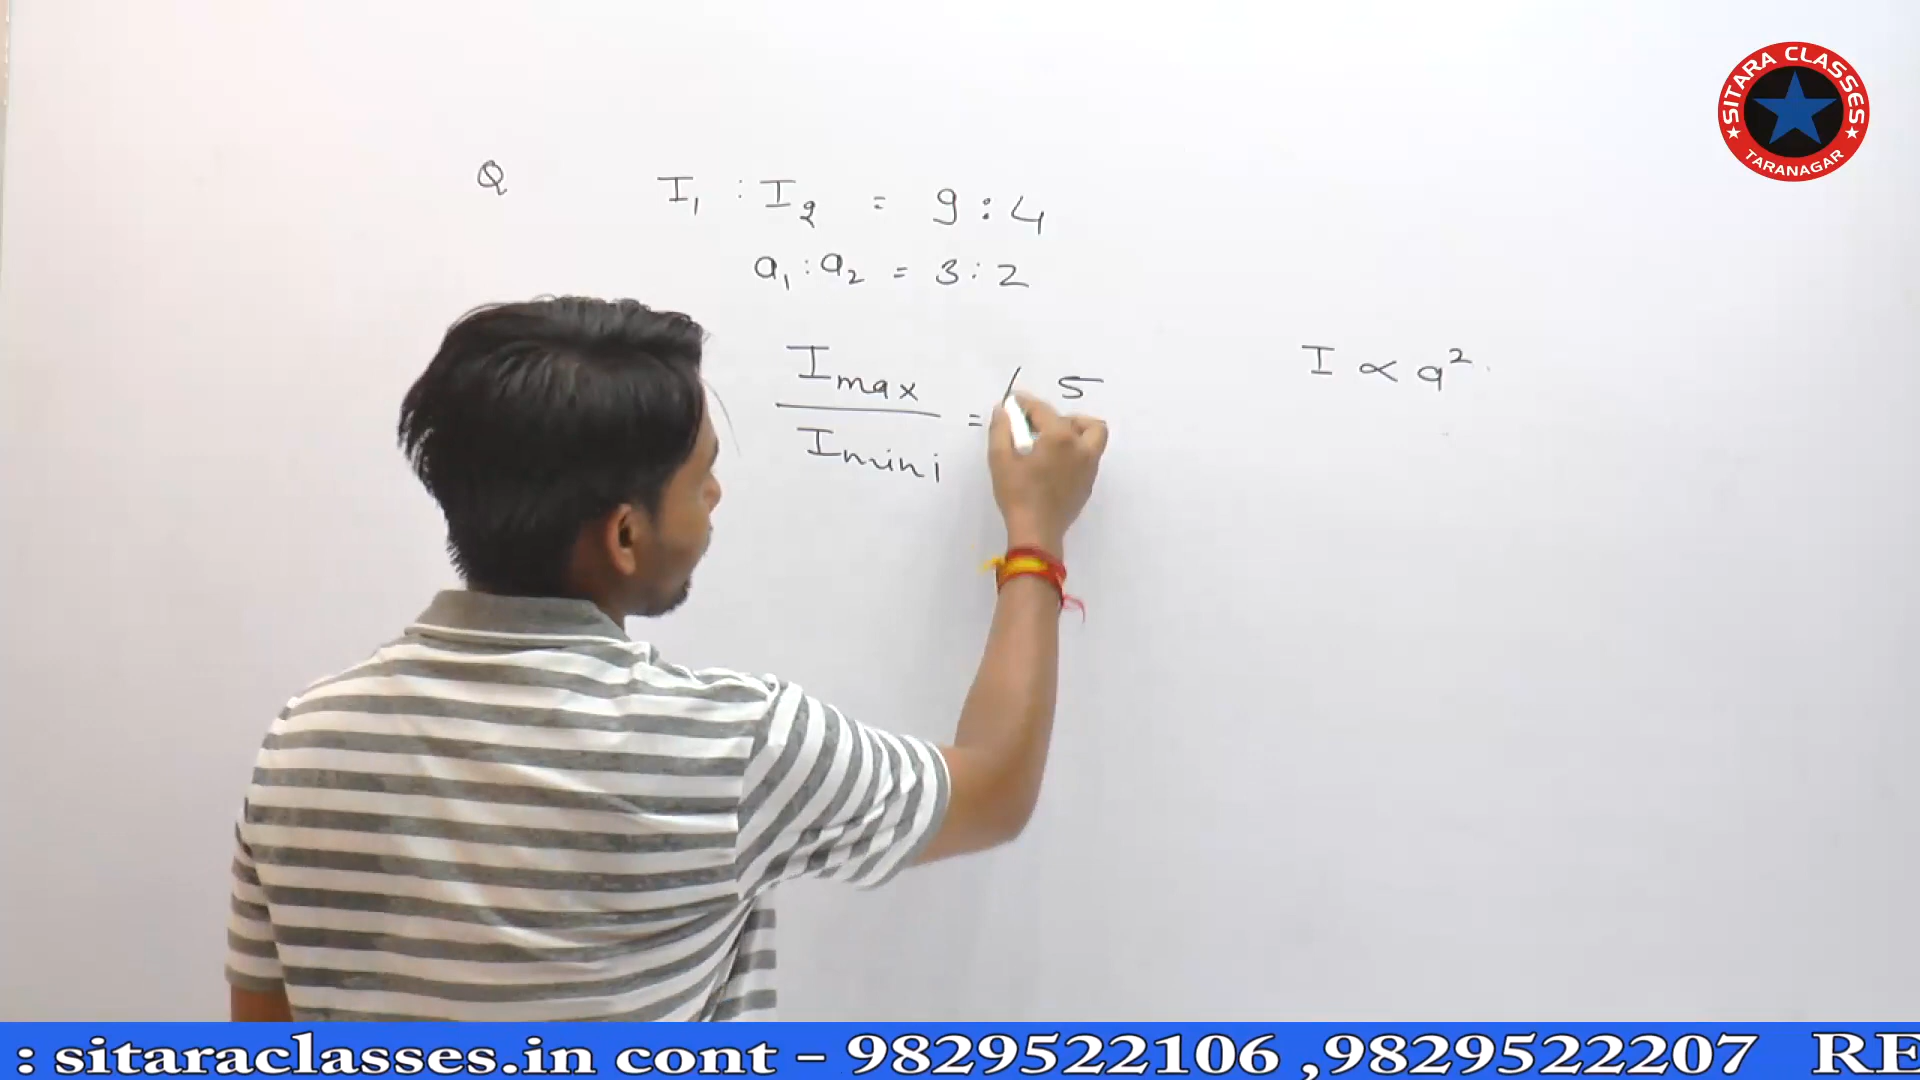 SITARA CLASSES
TARANAGAR
Q I₁ : I₂ = 9 : 4
a₁ : a₂ = 3 : 2
Imax
Imini
= ( 5
I ∝ a²
: sitaraclasses.in cont - 9829522106 ,9829522207 RE